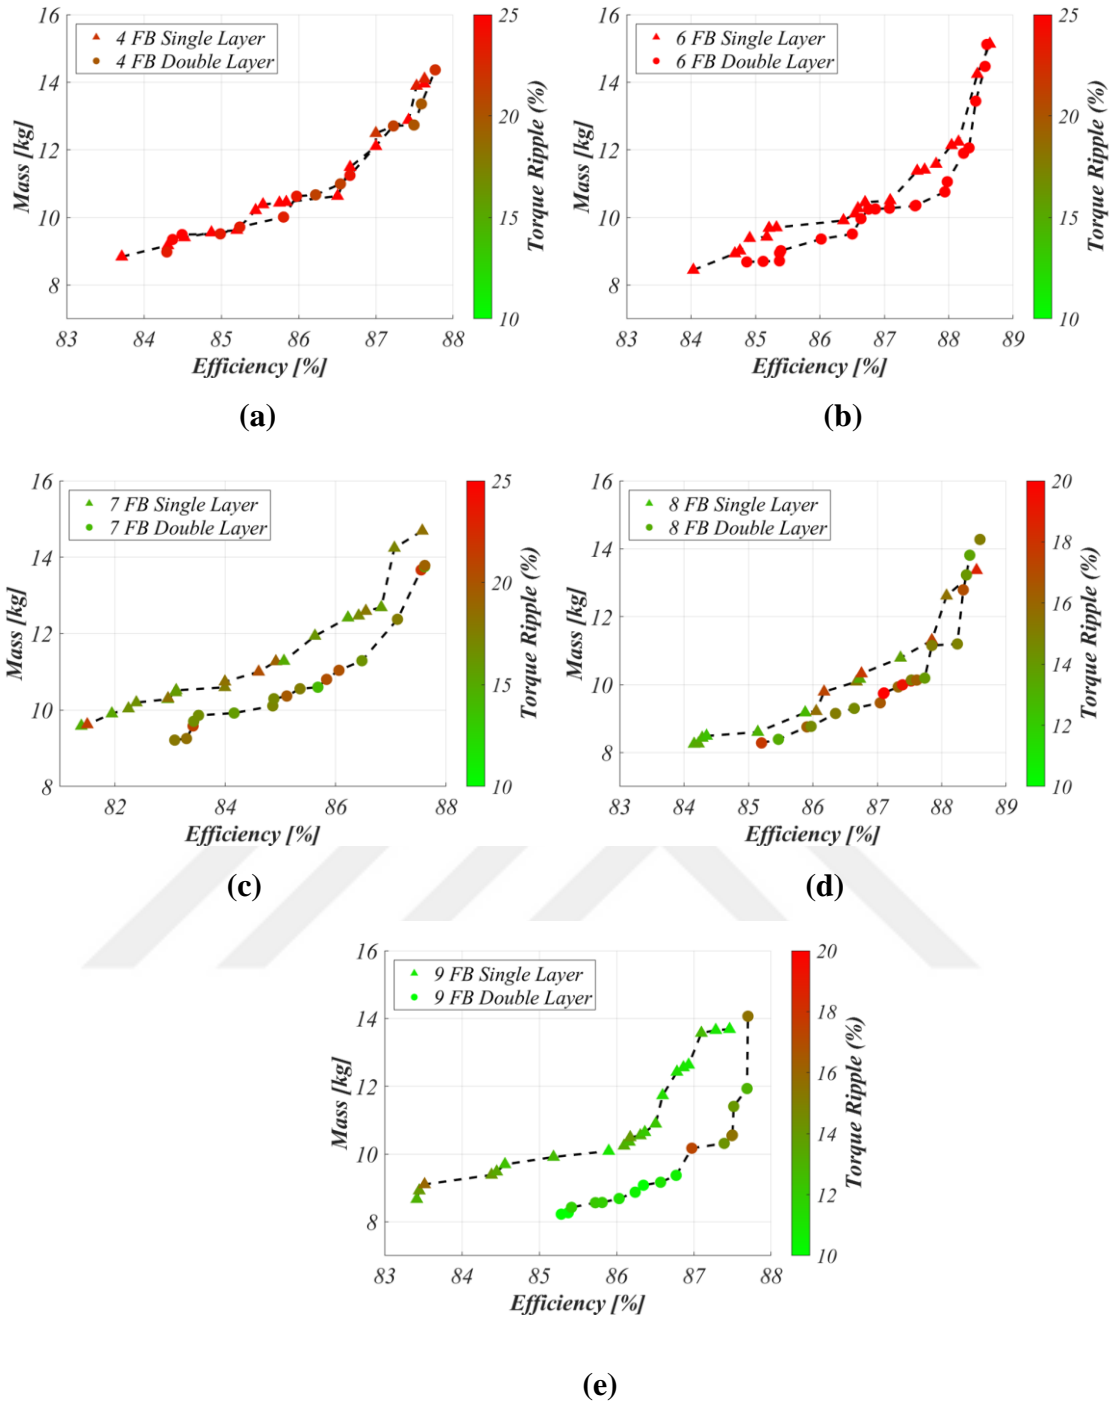 16
14
12
10
8
Mass [kg]
4 FB Single Layer
4 FB Double Layer
83 84 85 86 87 88
Efficiency [%]
25
20
15
10
Torque Ripple (%)
(a)
16
14
12
10
8
Mass [kg]
6 FB Single Layer
6 FB Double Layer
83 84 85 86 87 88 89
Efficiency [%]
25
20
15
10
Torque Ripple (%)
(b)
16
14
12
10
8
Mass [kg]
7 FB Single Layer
7 FB Double Layer
82 84 86 88
Efficiency [%]
25
20
15
10
Torque Ripple (%)
(c)
16
14
12
10
8
Mass [kg]
8 FB Single Layer
8 FB Double Layer
83 84 85 86 87 88 89
Efficiency [%]
20
18
16
14
12
10
Torque Ripple (%)
(d)
16
14
12
10
8
Mass [kg]
9 FB Single Layer
9 FB Double Layer
83 84 85 86 87 88
Efficiency [%]
20
18
16
14
12
10
Torque Ripple (%)
(e)